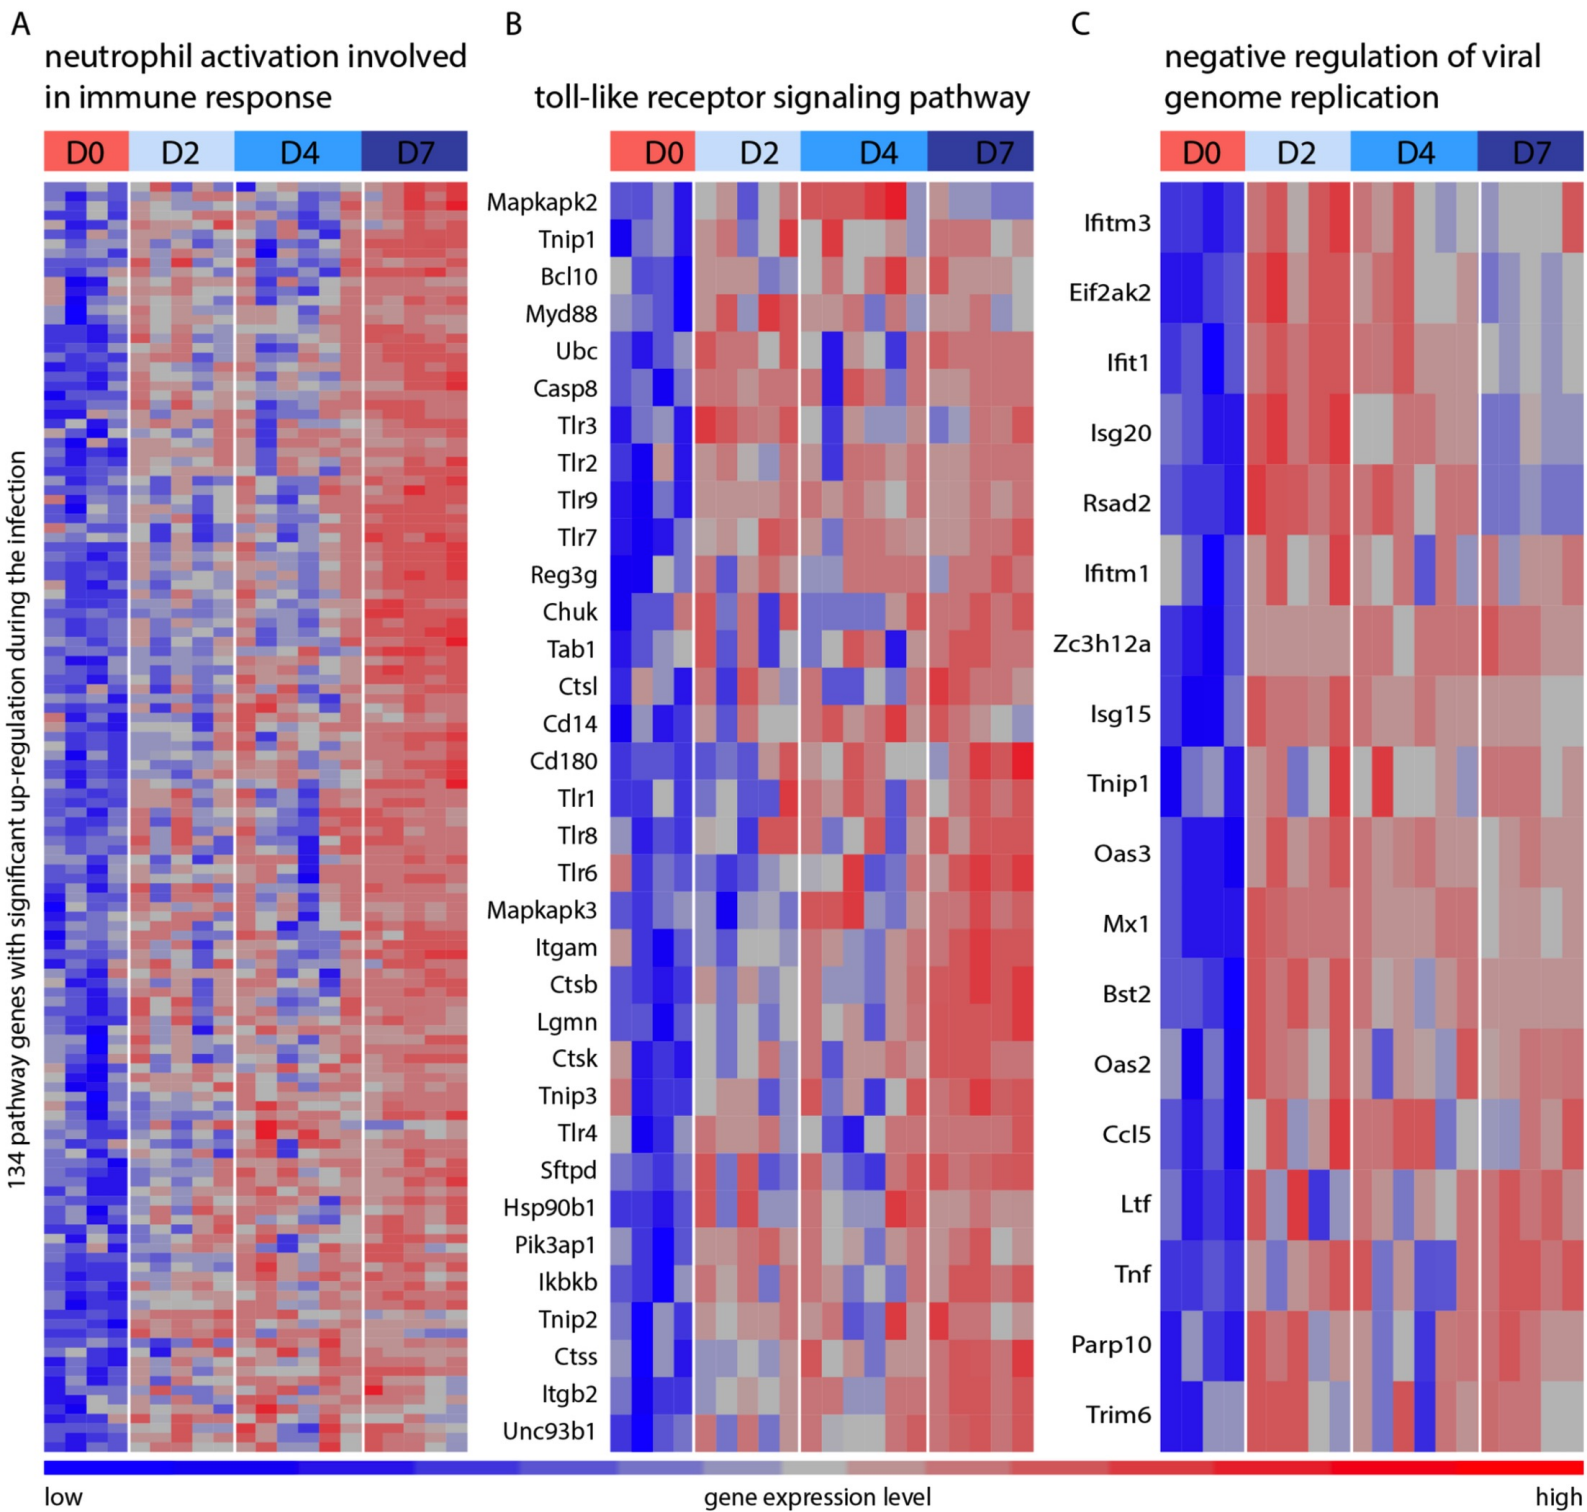 A
neutrophil activation involved
in immune response
D0 D2 D4 D7
134 pathway genes with significant up-regulation during the infection
B
toll-like receptor signaling pathway
D0 D2 D4 D7
Mapkapk2
Tnip1
Bcl10
Myd88
Ubc
Casp8
Tlr3
Tlr2
Tlr9
Tlr7
Reg3g
Chuk
Tab1
Ctsl
Cd14
Cd180
Tlr1
Tlr8
Tlr6
Mapkapk3
Itgam
Ctsb
Lgmn
Ctsk
Tnip3
Tlr4
Sftpd
Hsp90b1
Pik3ap1
Ikbkb
Tnip2
Ctss
Itgb2
Unc93b1
C
negative regulation of viral
genome replication
D0 D2 D4 D7
Ifitm3
Eif2ak2
Ifit1
Isg20
Rsad2
Ifitm1
Zc3h12a
Isg15
Tnip1
Oas3
Mx1
Bst2
Oas2
Ccl5
Ltf
Tnf
Parp10
Trim6
low gene expression level high